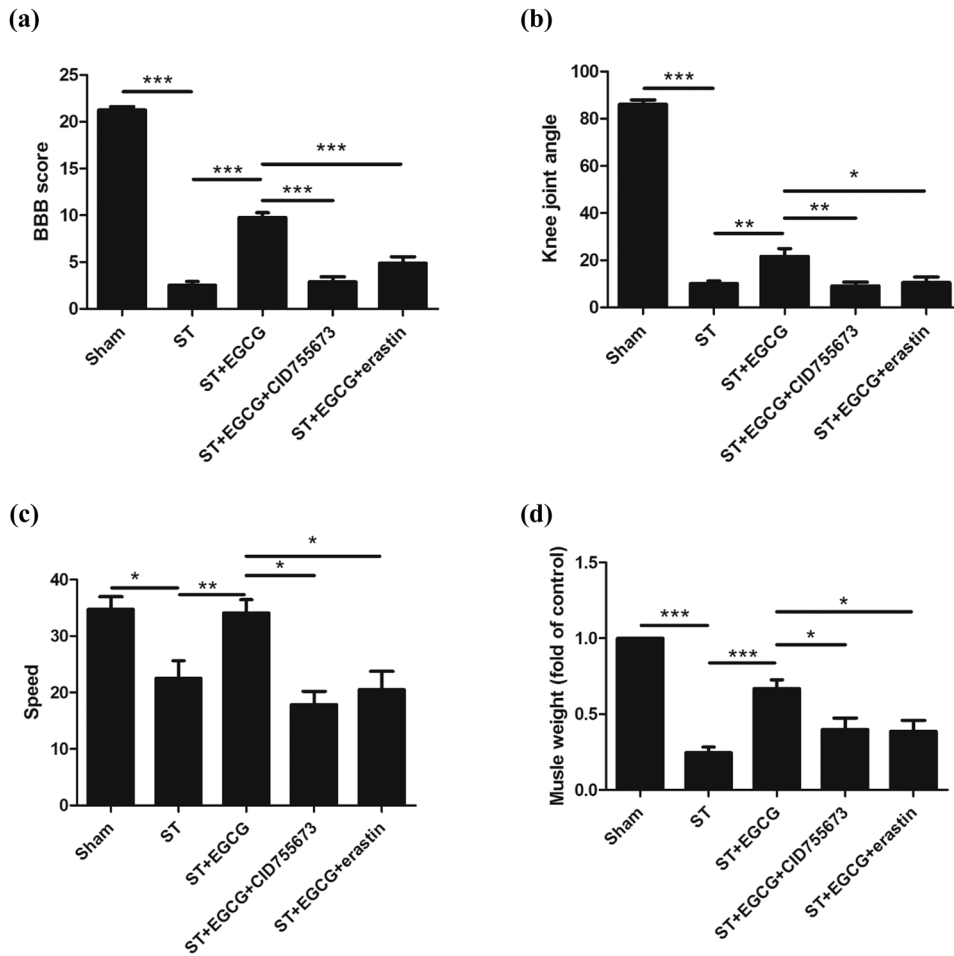 (a)
BBB score
25
20
15
10
5
0
***
***
***
***
Sham
ST
ST+EGCG
ST+EGCG+CID755673
ST+EGCG+erastin
(b)
Knee joint angle
100
80
60
40
20
0
***
**
**
*
Sham
ST
ST+EGCG
ST+EGCG+CID755673
ST+EGCG+erastin
(c)
Speed
40
30
20
10
0
*
**
*
*
Sham
ST
ST+EGCG
ST+EGCG+CID755673
ST+EGCG+erastin
(d)
Musle weight (fold of control)
1.5
1.0
0.5
0.0
***
***
*
*
Sham
ST
ST+EGCG
ST+EGCG+CID755673
ST+EGCG+erastin